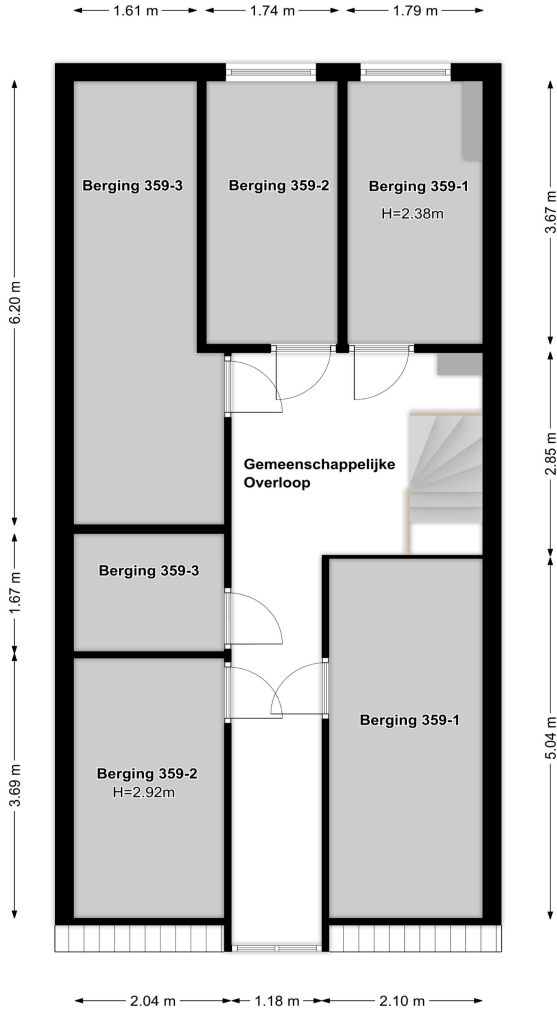 1.61 m
1.74 m
1.79 m
Berging 359-3
Berging 359-2
Berging 359-1
H=2.38m
3.67 m
6.20 m
2.85 m
Gemeenschappelijke
Overloop
Berging 359-3
1.67 m
Berging 359-1
5.04 m
Berging 359-2
H=2.92m
3.69 m
2.04 m
1.18 m
2.10 m